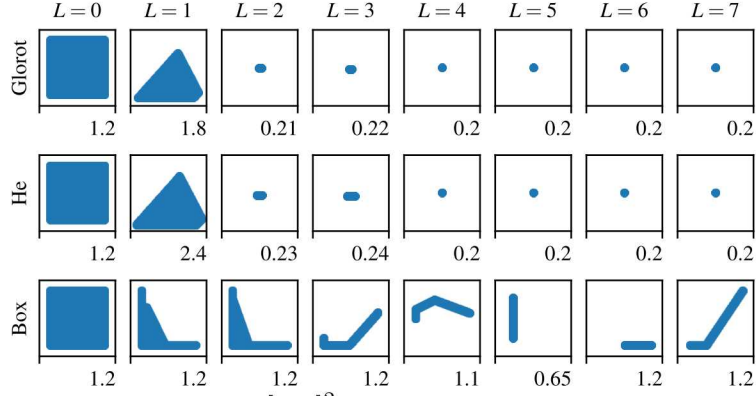 L = 0 L = 1 L = 2 L = 3 L = 4 L = 5 L = 6 L = 7
Glorot
1.2 1.8 0.21 0.22 0.2 0.2 0.2 0.2
He
1.2 2.4 0.23 0.24 0.2 0.2 0.2 0.2
Box
1.2 1.2 1.2 1.2 1.1 0.65 1.2 1.2